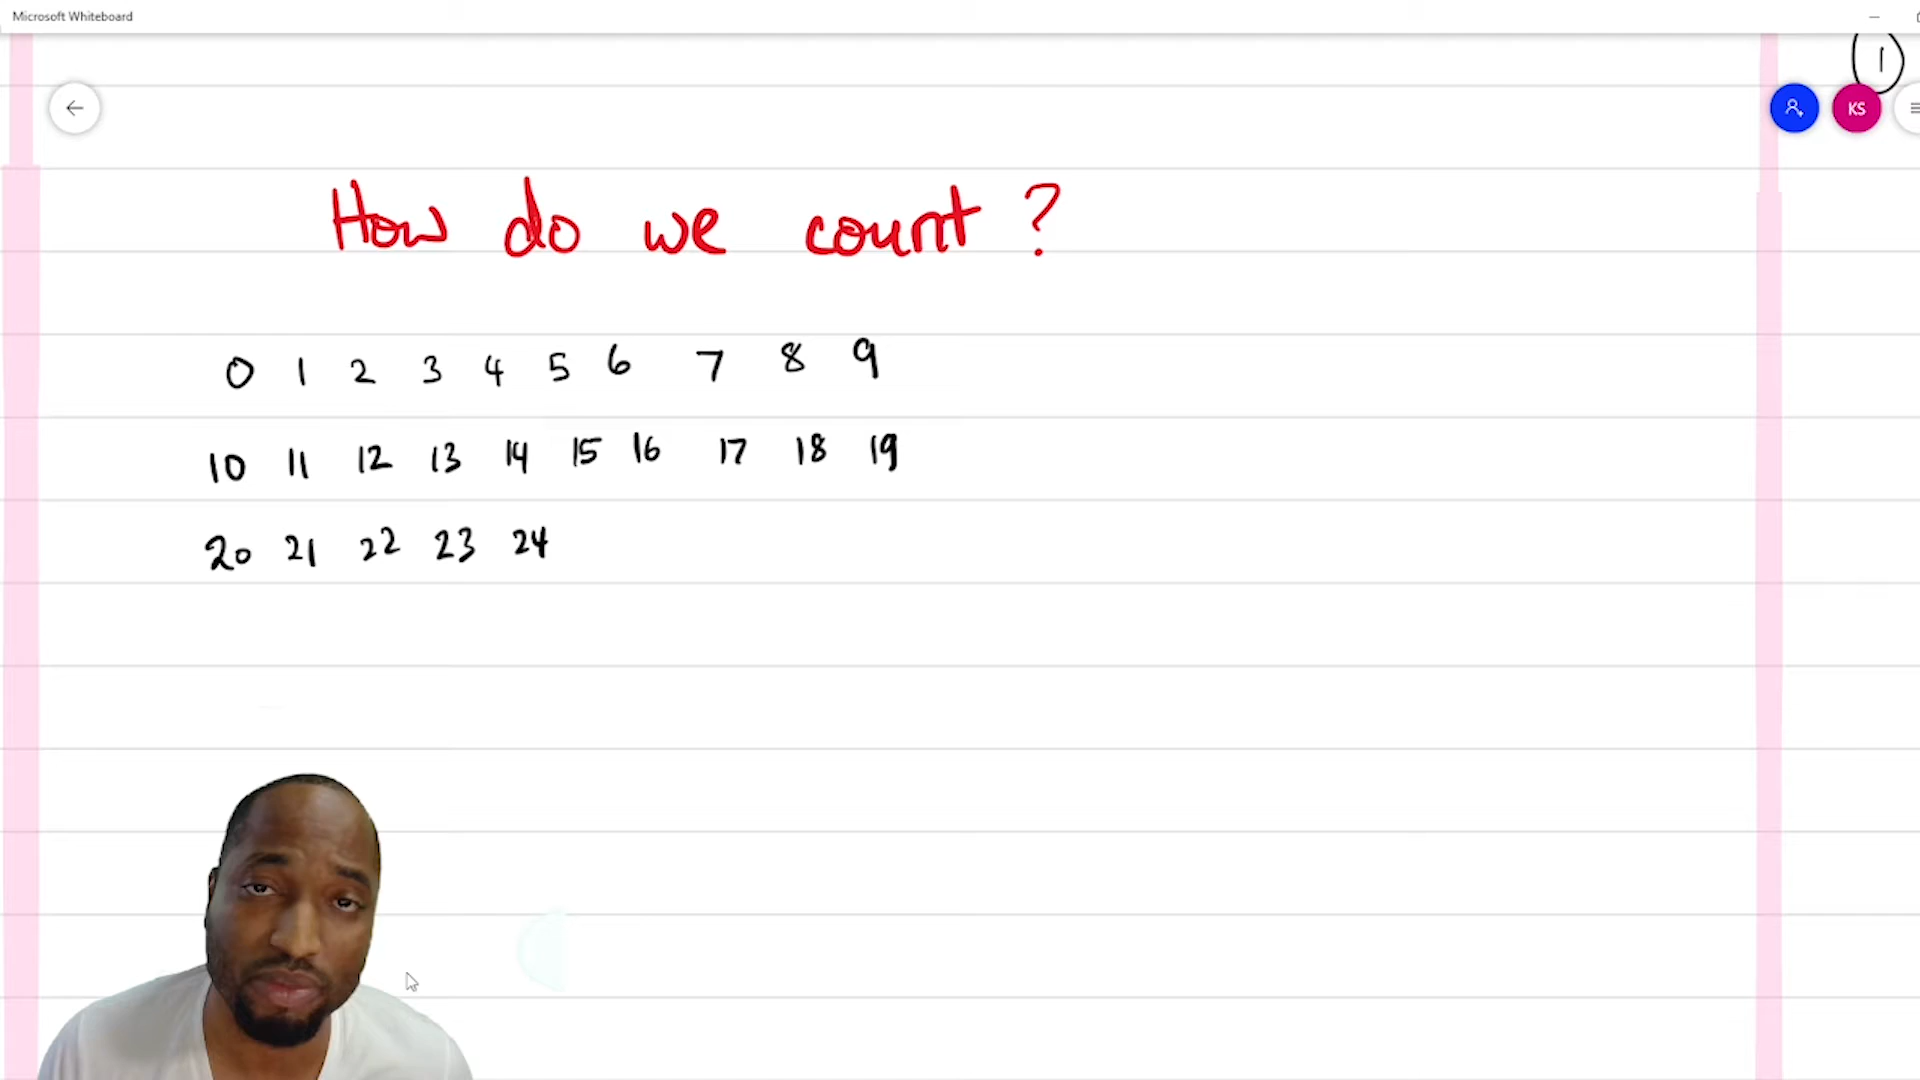 Microsoft Whiteboard
1
KS
How do we count ?
0 1 2 3 4 5 6 7 8 9
10 11 12 13 14 15 16 17 18 19
20 21 22 23 24